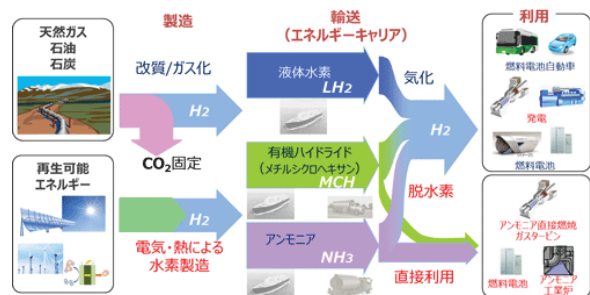 製造
輸送
（エネルギーキャリア）
利用
天然ガス
石油
石炭
改質/ガス化
H2
CO2固定
再生可能
エネルギー
H2
電気・熱による
水素製造
液体水素
LH2
有機ハイドライド
（メチルシクロヘキサン）
MCH
アンモニア
NH3
気化
H2
脱水素
直接利用
燃料電池自動車
発電
燃料電池
アンモニア直接燃焼
ガスタービン
燃料電池
アンモニア
工業炉